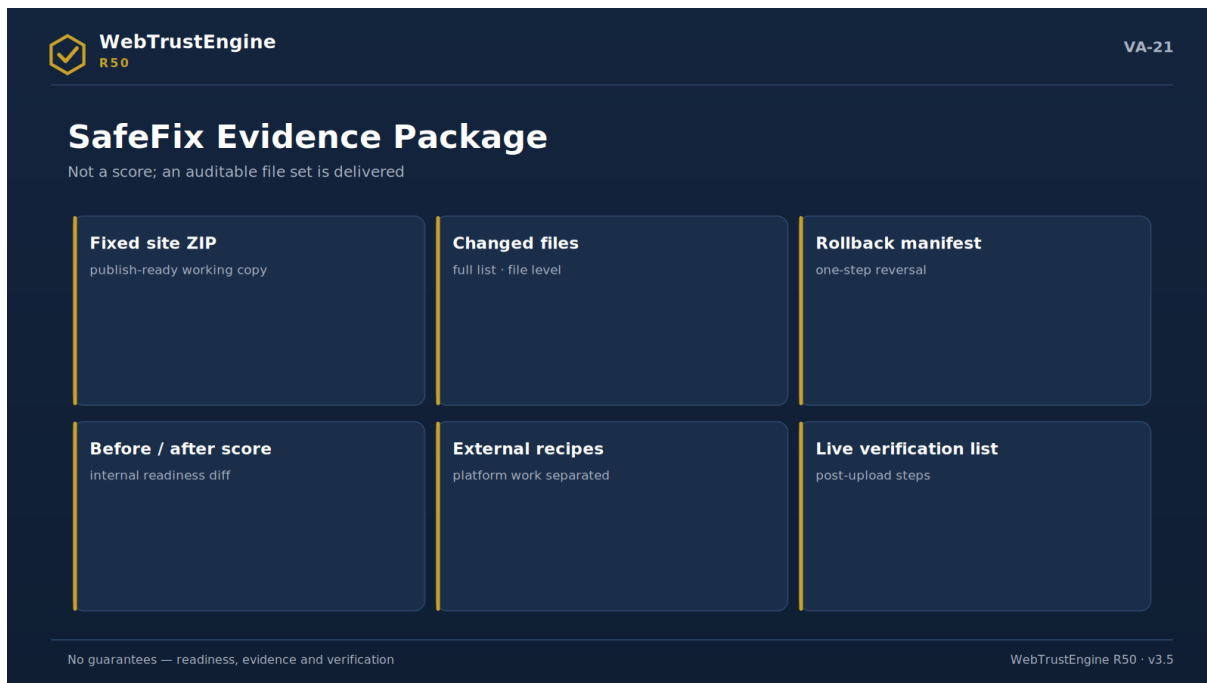 WebTrustEngine
R50
VA-21
SafeFix Evidence Package
Not a score; an auditable file set is delivered
Fixed site ZIP
publish-ready working copy
Changed files
full list · file level
Rollback manifest
one-step reversal
Before / after score
internal readiness diff
External recipes
platform work separated
Live verification list
post-upload steps
No guarantees — readiness, evidence and verification
WebTrustEngine R50 · v3.5